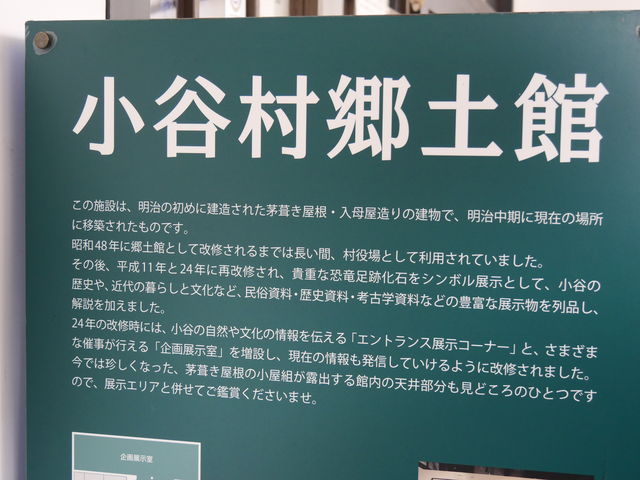 小谷村郷土館
この施設は、明治の初めに建造された茅葺き屋根・入母屋造りの建物で、明治中期に現在の場所
に移築されたものです。
昭和48年に郷土館として改修されるまでは長い間、村役場として利用されていました。
その後、平成11年と24年に再改修され、貴重な恐竜足跡化石をシンボル展示として、小谷の
歴史や、近代の暮らしと文化など、民俗資料・歴史資料・考古学資料などの豊富な展示物を列品し、
解説を加えました。
24年の改修時には、小谷の自然や文化の情報を伝える「エントランス展示コーナー」と、さまざま
な催事が行える「企画展示室」を増設し、現在の情報も発信していけるように改修されました。
今では珍しくなった、茅葺き屋根の小屋組が露出する館内の天井部分も見どころのひとつです
ので、展示エリアと併せてご鑑賞くださいませ。
企画展示室